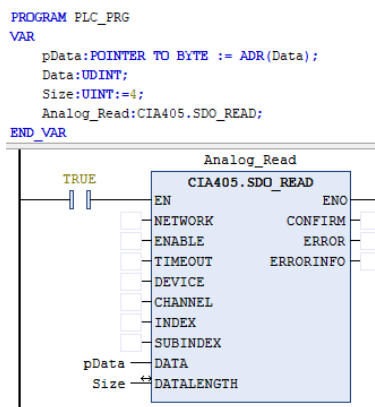 PROGRAM PLC_PRG
VAR
pData:POINTER TO BYTE := ADR(Data);
Data:UDINT;
Size:UINT:=4;
Analog_Read:CIA405.SDO_READ;
END_VAR
Analog_Read
TRUE
CIA405.SDO_READ
EN ENO
NETWORK CONFIRM
ENABLE ERROR
TIMEOUT ERRORINFO
DEVICE
CHANNEL
INDEX
SUBINDEX
pData DATA
Size DATALENGTH